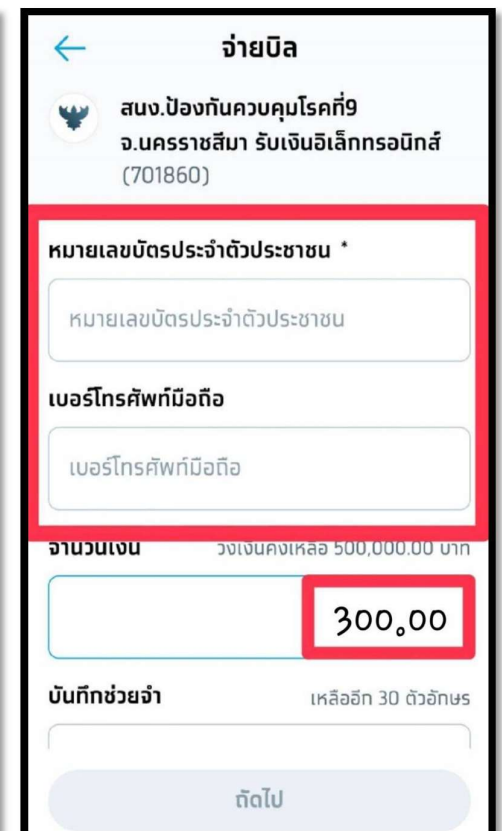 จ่ายบิล
สนง.ป้องกันควบคุมโรคที่9
จ.นครราชสีมา รับเงินอิเล็กทรอนิกส์
(701860)
หมายเลขบัตรประจำตัวประชาชน *
หมายเลขบัตรประจำตัวประชาชน
เบอร์โทรศัพท์มือถือ
เบอร์โทรศัพท์มือถือ
จำนวนเงิน วงเงินคงเหลือ 500,000.00 บาท
300.00
บันทึกช่วยจำ เหลืออีก 30 ตัวอักษร
ถัดไป